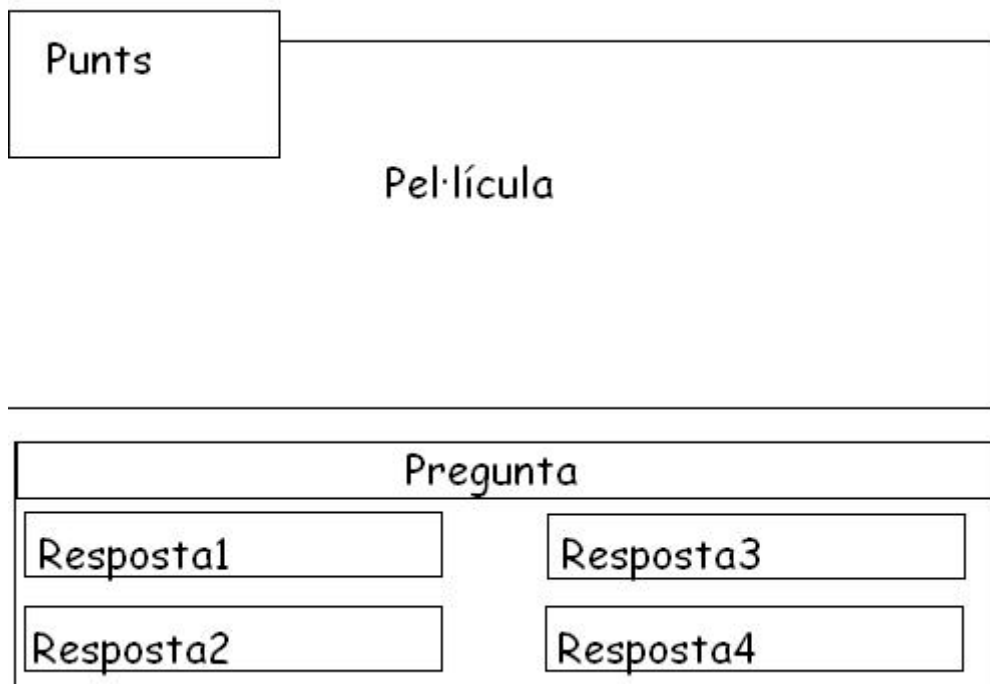 Punts
Pel·lícula
Pregunta
Resposta1
Resposta3
Resposta2
Resposta4